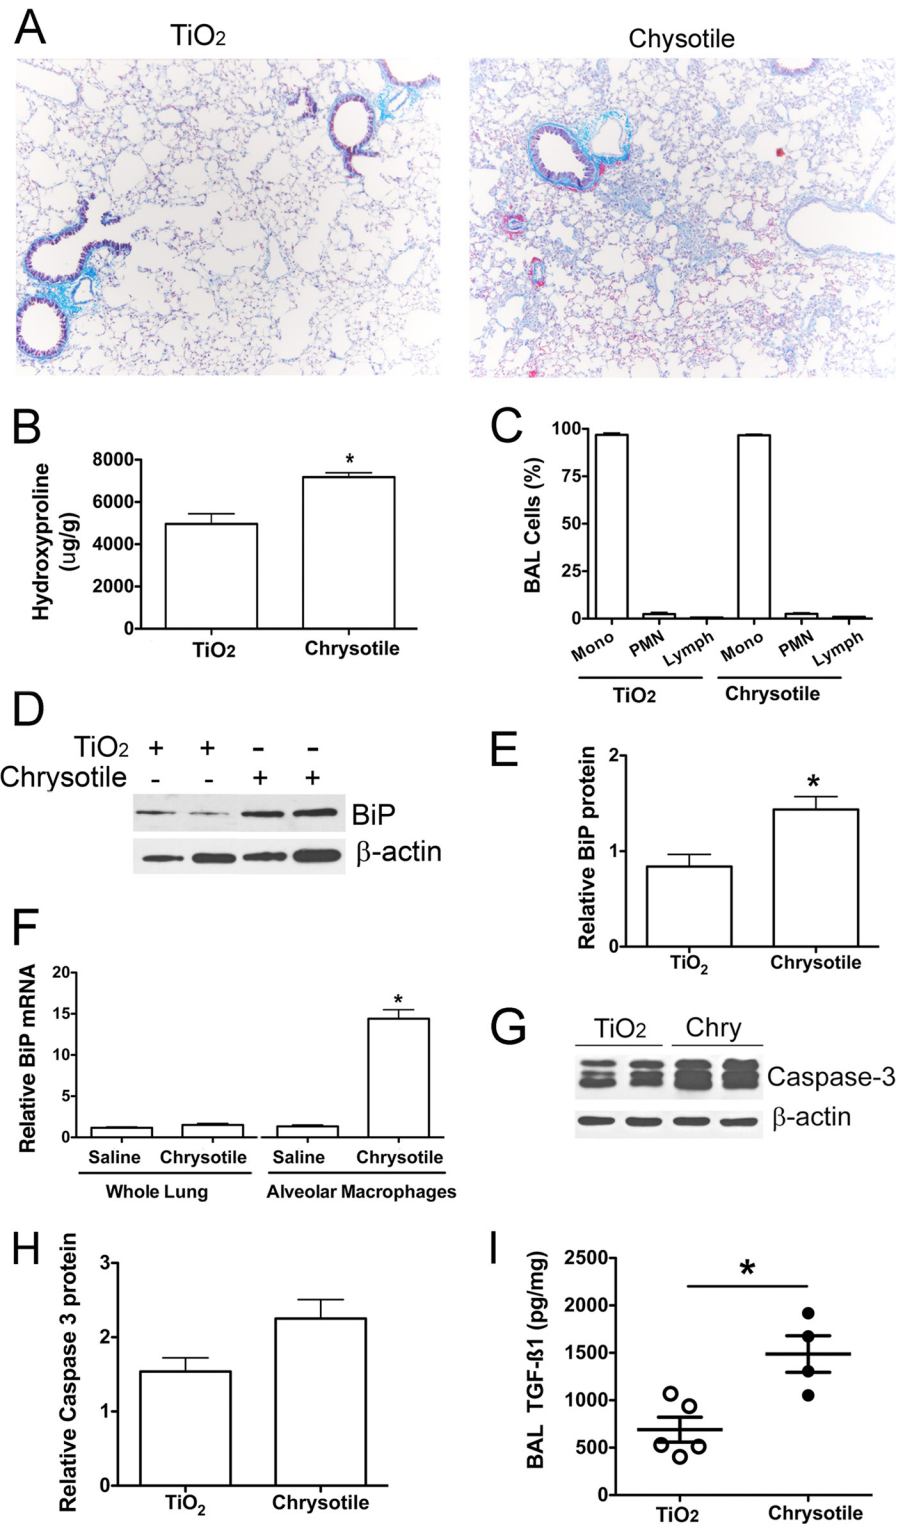 A
TiO2 Chysotile
B
Hydroxyproline
(ug/g)
8000
6000
4000
2000
0
*
TiO2 Chrysotile
C
BAL Cells (%)
100
75
50
25
0
Mono PMN Lymph Mono PMN Lymph
TiO2 Chrysotile
D
TiO2 + + - -
Chrysotile - - + +
BiP
β-actin
E
Relative BiP protein
2
1
0
*
TiO2 Chrysotile
F
Relative BiP mRNA
20
15
10
5
0
*
Saline Chrysotile Saline Chrysotile
Whole Lung Alveolar Macrophages
G
TiO2 Chry
Caspase-3
β-actin
H
Relative Caspase 3 protein
3
2
1
0
TiO2 Chrysotile
I
BAL TGF-ß1 (pg/mg)
2500
2000
1500
1000
500
0
*
TiO2 Chrysotile